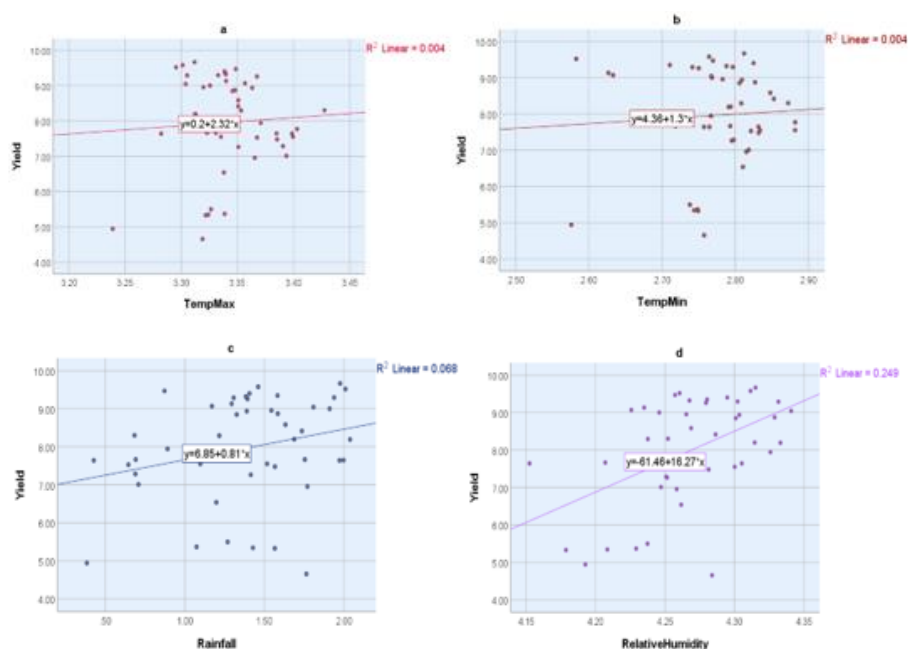 a
R² Linear = 0.004
10.00
9.00
8.00
7.00
6.00
5.00
4.00
Yield
y=0.2+2.32*x
3.20 3.25 3.30 3.35 3.40 3.45
TempMax
b
R² Linear = 0.004
10.00
9.00
8.00
7.00
6.00
5.00
4.00
Yield
y=4.36+1.3*x
2.50 2.60 2.70 2.80 2.90
TempMin
c
R² Linear = 0.068
10.00
9.00
8.00
7.00
6.00
5.00
4.00
Yield
y=6.85+0.81*x
.50 1.00 1.50 2.00
Rainfall
d
R² Linear = 0.249
10.00
9.00
8.00
7.00
6.00
5.00
4.00
Yield
y=-61.46+16.27*x
4.15 4.20 4.25 4.30 4.35
RelativeHumidity